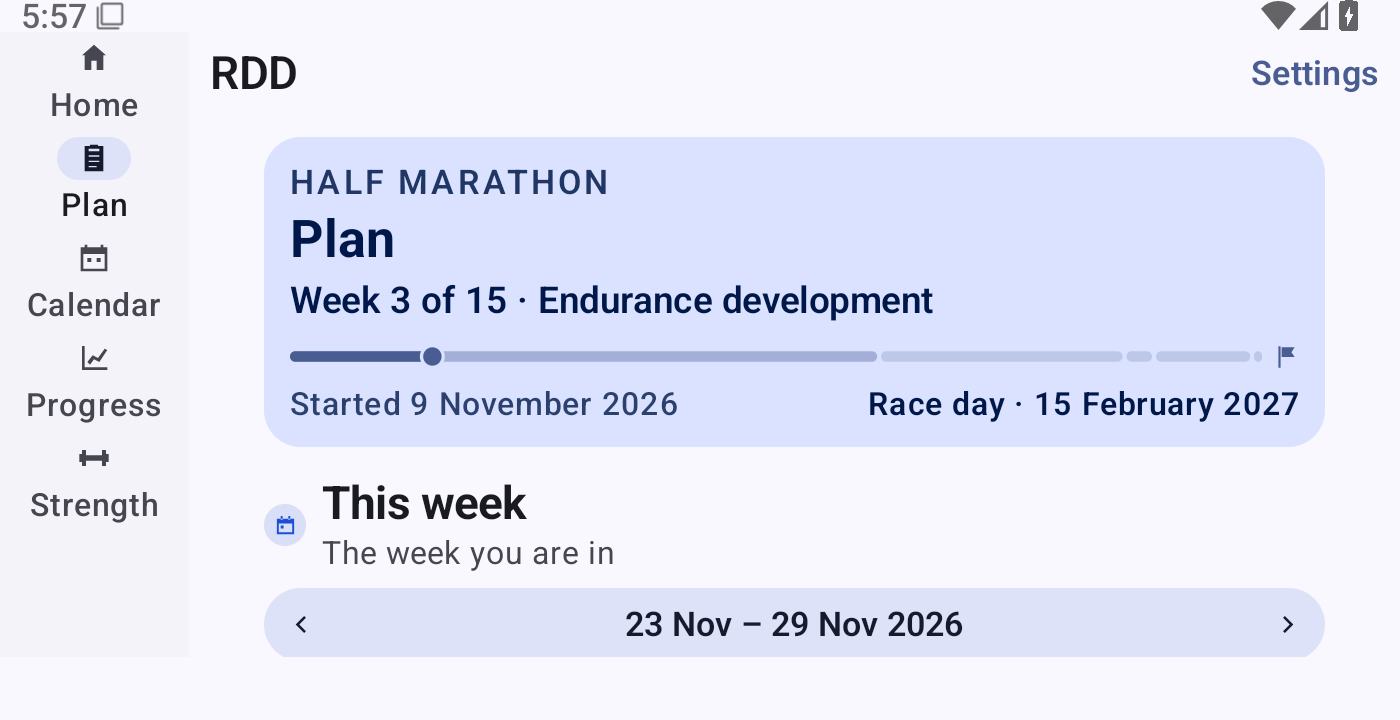 5:57
RDD
Settings
Home
Plan
Calendar
Progress
Strength
HALF MARATHON
Plan
Week 3 of 15 · Endurance development
Started 9 November 2026
Race day · 15 February 2027
This week
The week you are in
23 Nov – 29 Nov 2026